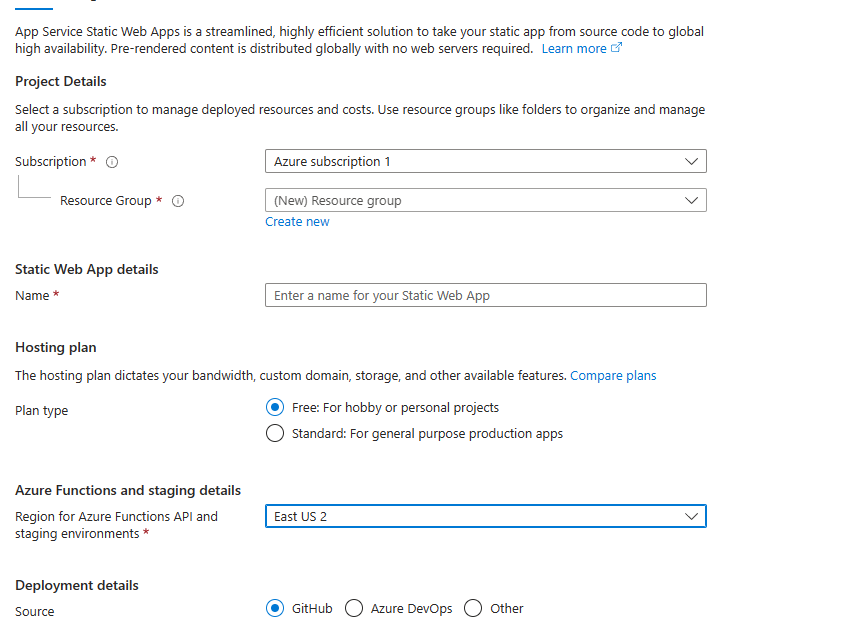 App Service Static Web Apps is a streamlined, highly efficient solution to take your static app from source code to global
high availability. Pre-rendered content is distributed globally with no web servers required. Learn more
Project Details
Select a subscription to manage deployed resources and costs. Use resource groups like folders to organize and manage
all your resources.
Subscription *
Azure subscription 1
Resource Group *
(New) Resource group
Create new
Static Web App details
Name *
Enter a name for your Static Web App
Hosting plan
The hosting plan dictates your bandwidth, custom domain, storage, and other available features. Compare plans
Plan type
Free: For hobby or personal projects
Standard: For general purpose production apps
Azure Functions and staging details
Region for Azure Functions API and
staging environments *
East US 2
Deployment details
Source
GitHub
Azure DevOps
Other